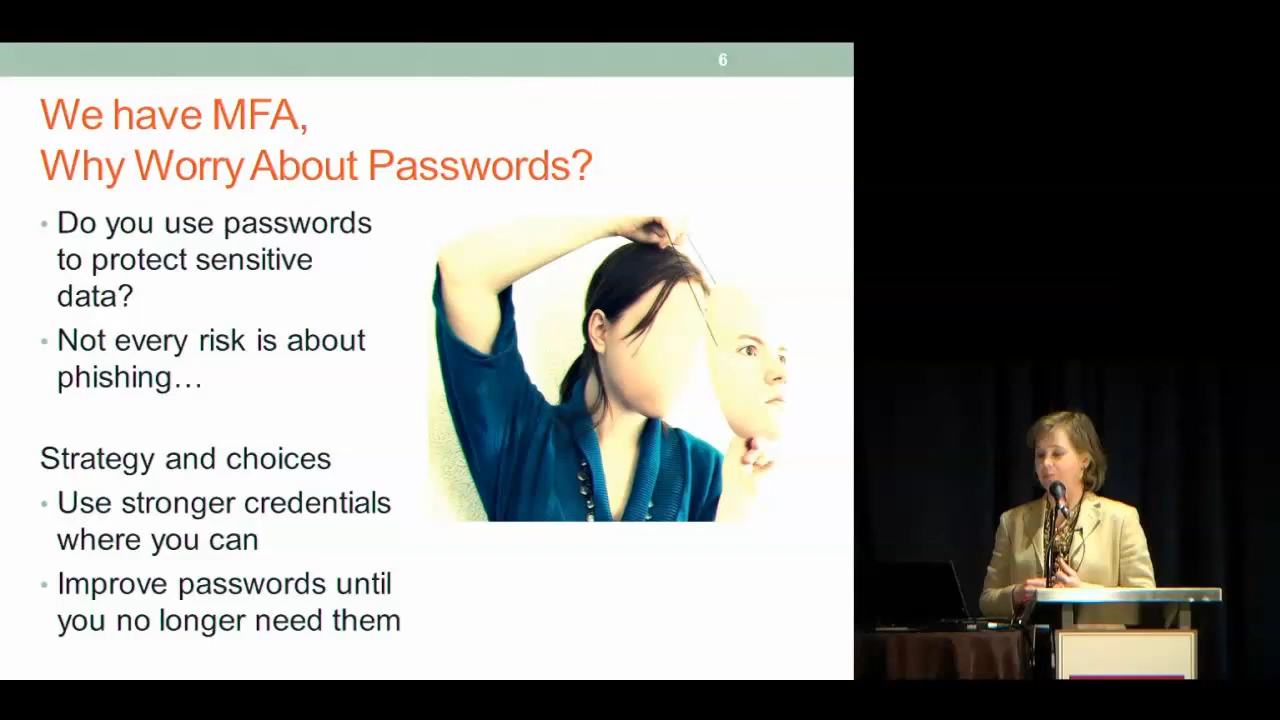 6
We have MFA,
Why Worry About Passwords?
• Do you use passwords
to protect sensitive
data?
• Not every risk is about
phishing…
Strategy and choices
• Use stronger credentials
where you can
• Improve passwords until
you no longer need them